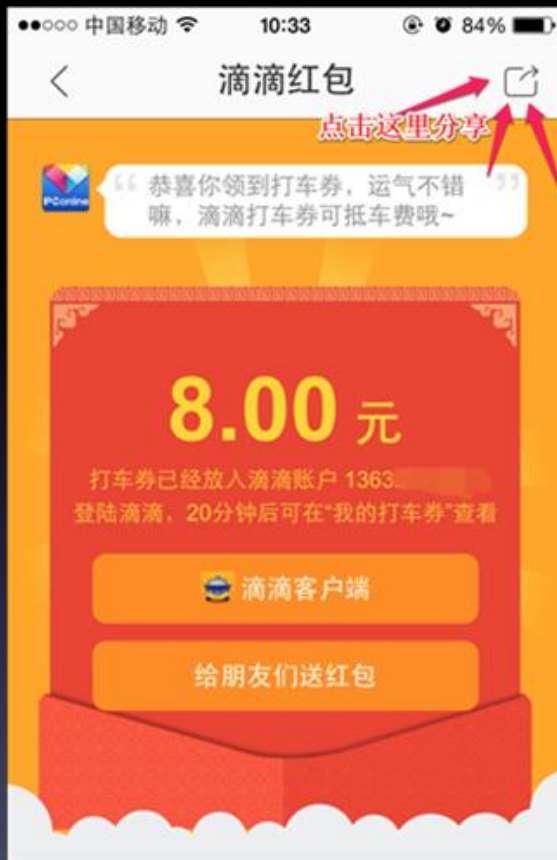 中国移动 10:33 84%
滴滴红包
点击这里分享
PConline
“恭喜你领到打车券，运气不错”
嘛，滴滴打车券可抵车费哦~
8.00 元
打车券已经放入滴滴账户 1363
登陆滴滴，20分钟后可在“我的打车券”查看
滴滴客户端
给朋友们送红包